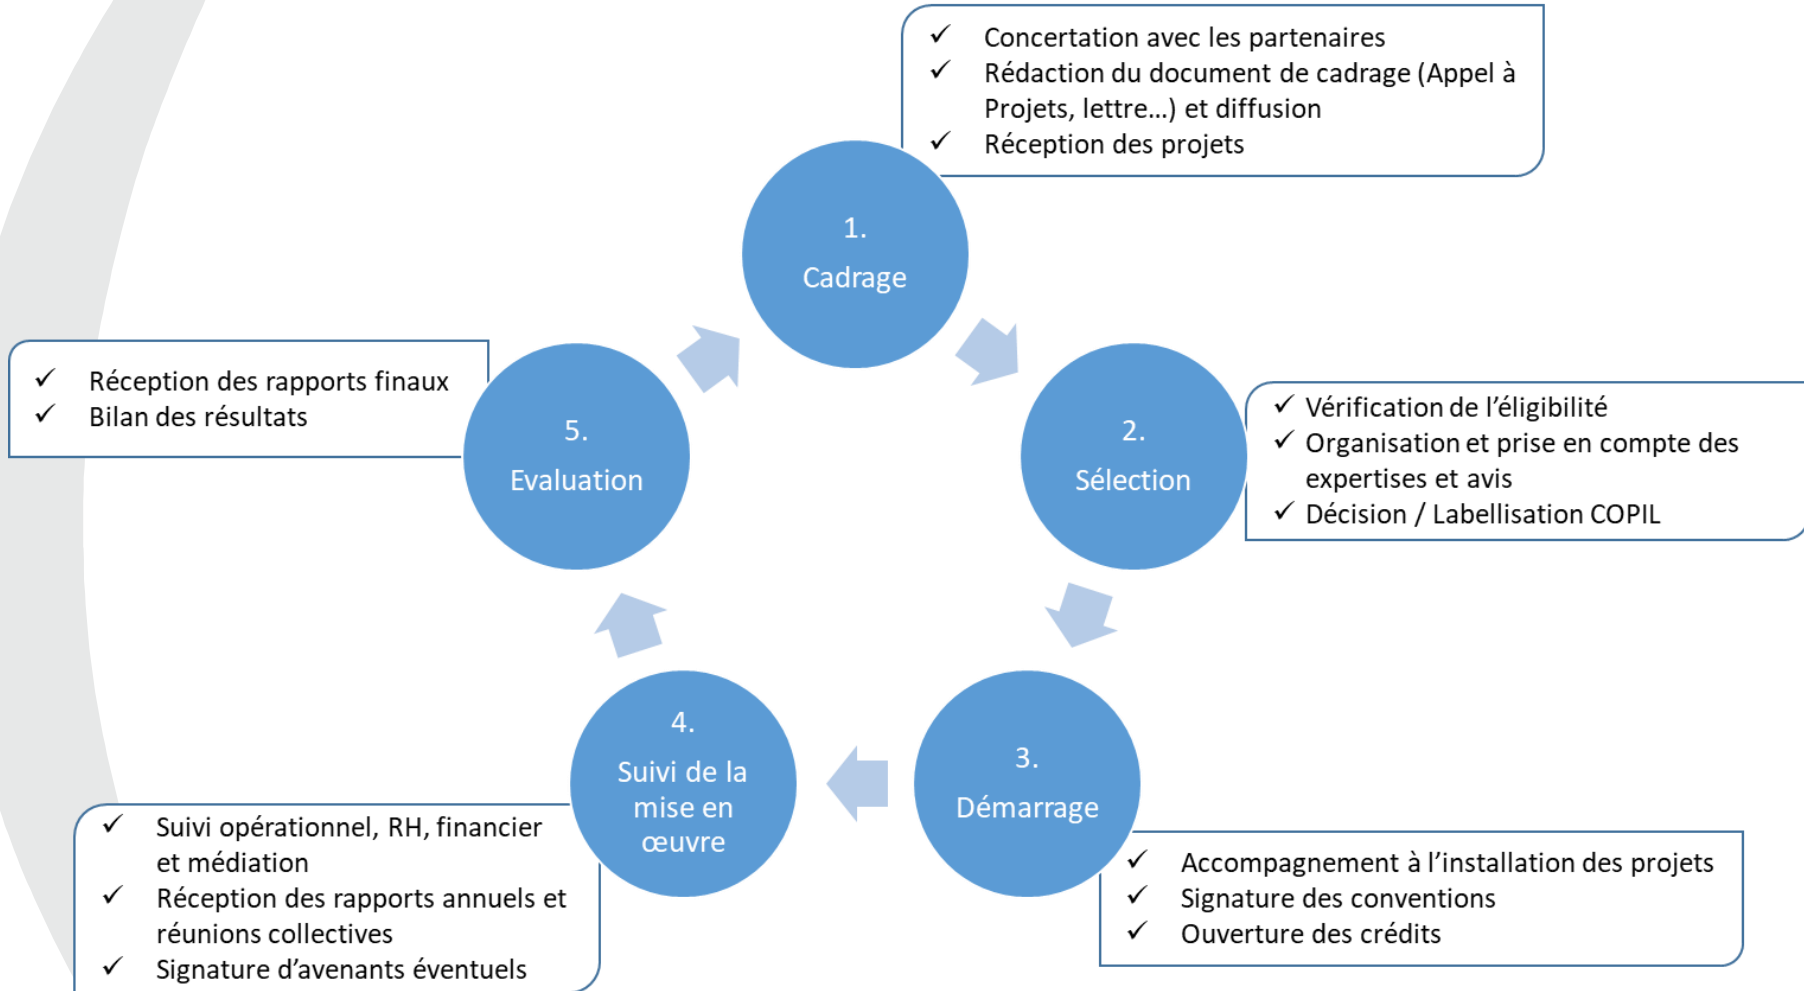 ✓ Concertation avec les partenaires
✓ Rédaction du document de cadrage (Appel à
Projets, lettre…) et diffusion
✓ Réception des projets
1.
Cadrage
✓ Vérification de l’éligibilité
✓ Organisation et prise en compte des
expertises et avis
✓ Décision / Labellisation COPIL
2.
Sélection
3.
Démarrage
✓ Accompagnement à l’installation des projets
✓ Signature des conventions
✓ Ouverture des crédits
4.
Suivi de la
mise en
œuvre
✓ Suivi opérationnel, RH, financier
et médiation
✓ Réception des rapports annuels et
réunions collectives
✓ Signature d’avenants éventuels
5.
Evaluation
✓ Réception des rapports finaux
✓ Bilan des résultats